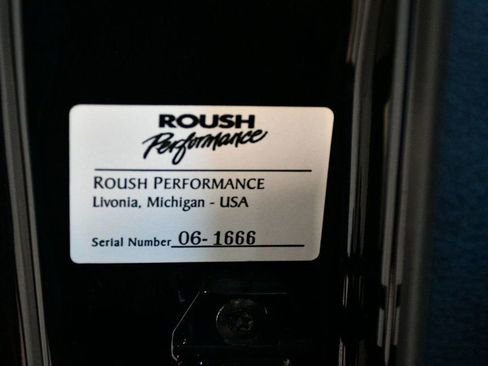 ROUSH
Performance
ROUSH PERFORMANCE
Livonia, Michigan - USA
Serial Number 06-1666